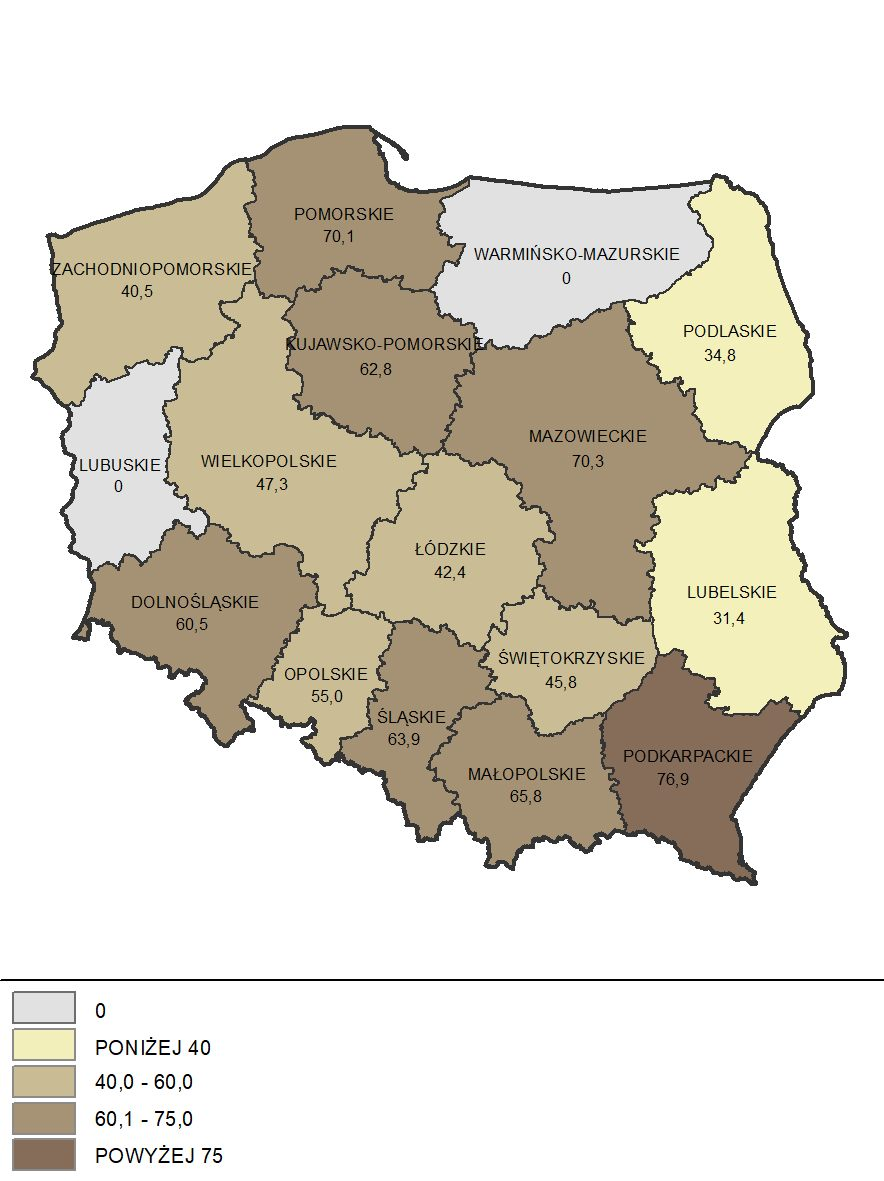 POMORSKIE
70,1
WARMIŃSKO-MAZURSKIE
0
ZACHODNIOPOMORSKIE
40,5
PODLASKIE
34,8
KUJAWSKO-POMORSKIE
62,8
MAZOWIECKIE
70,3
LUBUSKIE
0
WIELKOPOLSKIE
47,3
ŁÓDZKIE
42,4
LUBELSKIE
31,4
DOLNOŚLĄSKIE
60,5
ŚWIĘTOKRZYSKIE
45,8
OPOLSKIE
55,0
ŚLĄSKIE
63,9
PODKARPACKIE
76,9
MAŁOPOLSKIE
65,8
0
PONIŻEJ 40
40,0 - 60,0
60,1 - 75,0
POWYŻEJ 75